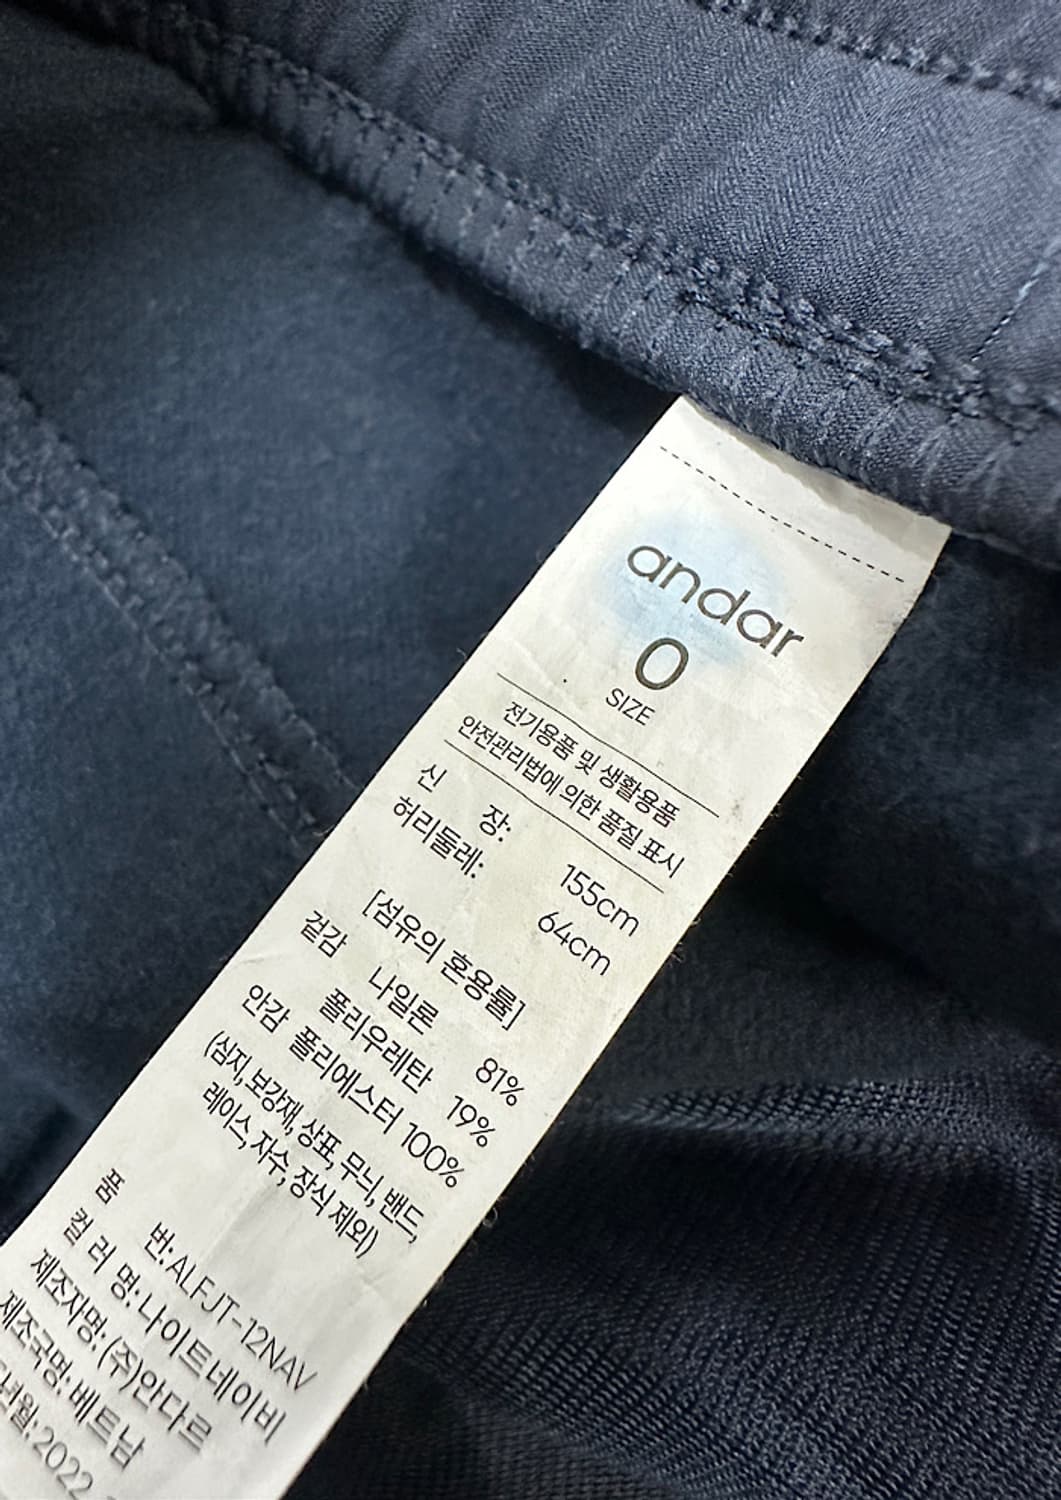 andar
0
SIZE
전기용품 및 생활용품
안전관리법에 의한 품질 표시
신 장: 155cm
허리둘레: 64cm
[섬유의 혼용률]
겉감 나일론 81%
폴리우레탄 19%
안감 폴리에스터 100%
(심지, 보강재, 상표, 무늬, 밴드,
레이스, 자수, 장식 제외)
품 번: ALFJT-12NAV
컬 러 명: 나이트네이비
제조자명: (주)안다르
제조국명: 베트남
년월: 2022.